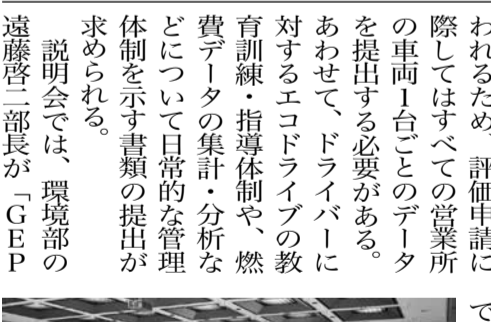 われるため、評価申請に
際してはすべての営業所
の車両1台ごとのデータ
を提出する必要がある。
あわせて、ドライバーに
対するエコドライブの教
育訓練・指導体制や、燃
費データの集計・分析な
どについて日常的な管理
体制を示す書類の提出が
求められる。
　説明会では、環境部の
遠藤啓二部長が「GEP
で